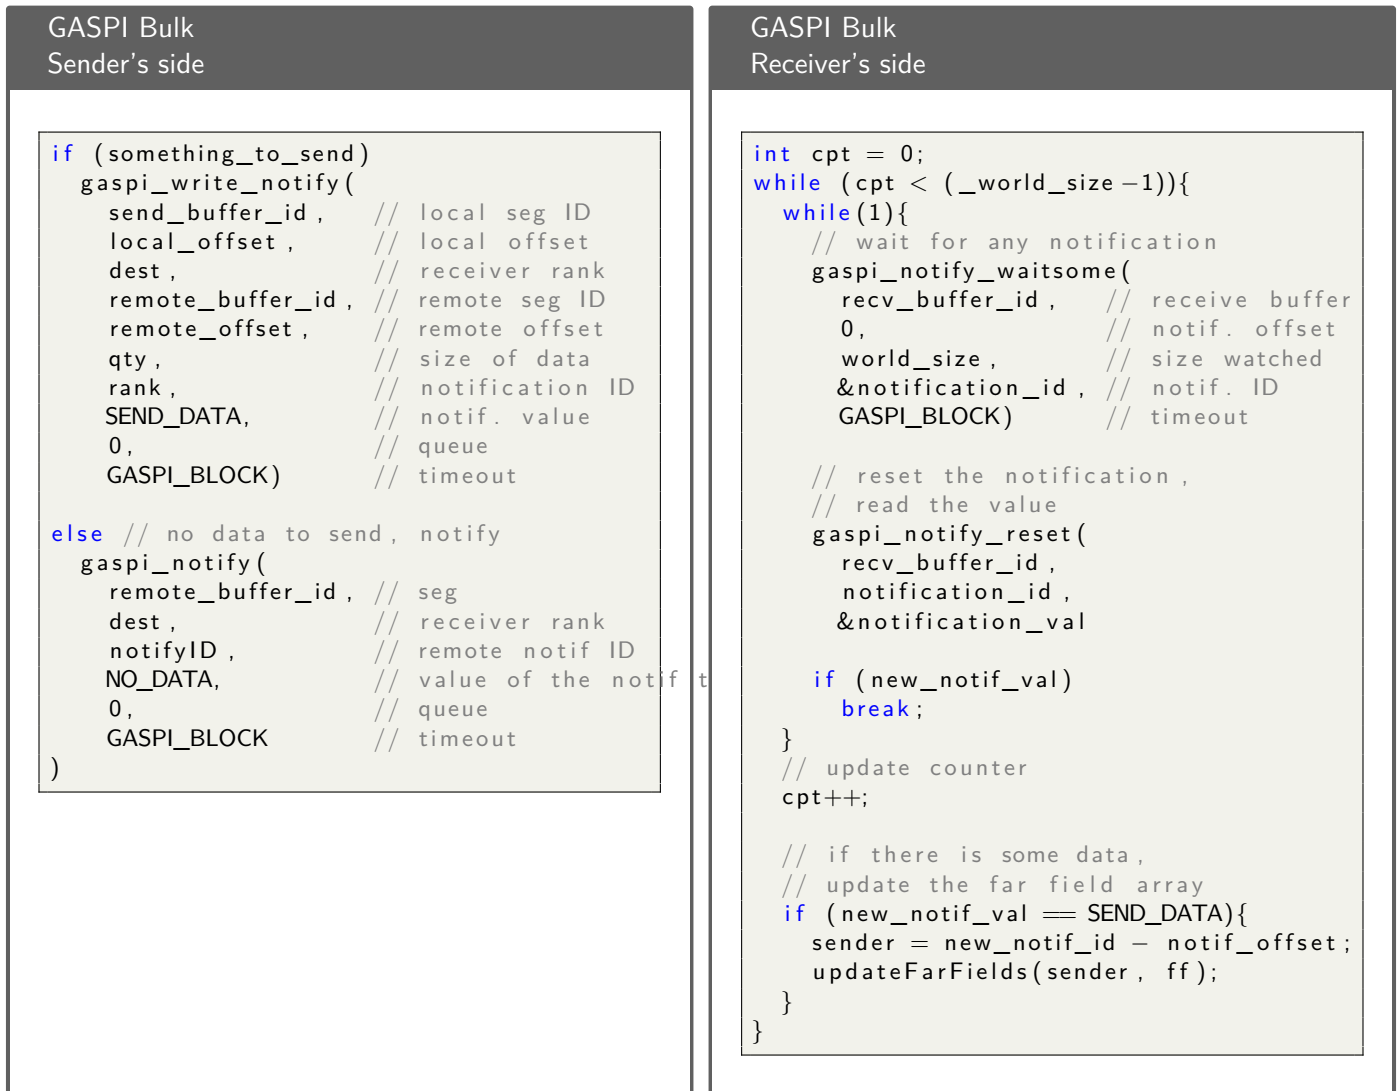 GASPI Bulk
Sender's side
if (something_to_send)
  gaspi_write_notify(
    send_buffer_id, // local seg ID
    local_offset, // local offset
    dest, // receiver rank
    remote_buffer_id, // remote seg ID
    remote_offset, // remote offset
    qty, // size of data
    rank, // notification ID
    SEND_DATA, // notif. value
    0, // queue
    GASPI_BLOCK) // timeout
else // no data to send, notify
  gaspi_notify(
    remote_buffer_id, // seg
    dest, // receiver rank
    notifyID, // remote notif ID
    NO_DATA, // value of the notif t
    0, // queue
    GASPI_BLOCK // timeout
)
GASPI Bulk
Receiver's side
int cpt = 0;
while (cpt < (_world_size-1)){
  while(1){
    // wait for any notification
    gaspi_notify_waitsome(
      recv_buffer_id, // receive buffer
      0, // notif. offset
      world_size, // size watched
      &notification_id, // notif. ID
      GASPI_BLOCK) // timeout
    // reset the notification,
    // read the value
    gaspi_notify_reset(
      recv_buffer_id,
      notification_id,
      &notification_val
    if (new_notif_val)
      break;
  }
  // update counter
  cpt++;
  // if there is some data,
  // update the far field array
  if (new_notif_val == SEND_DATA){
    sender = new_notif_id - notif_offset;
    updateFarFields(sender, ff);
  }
}